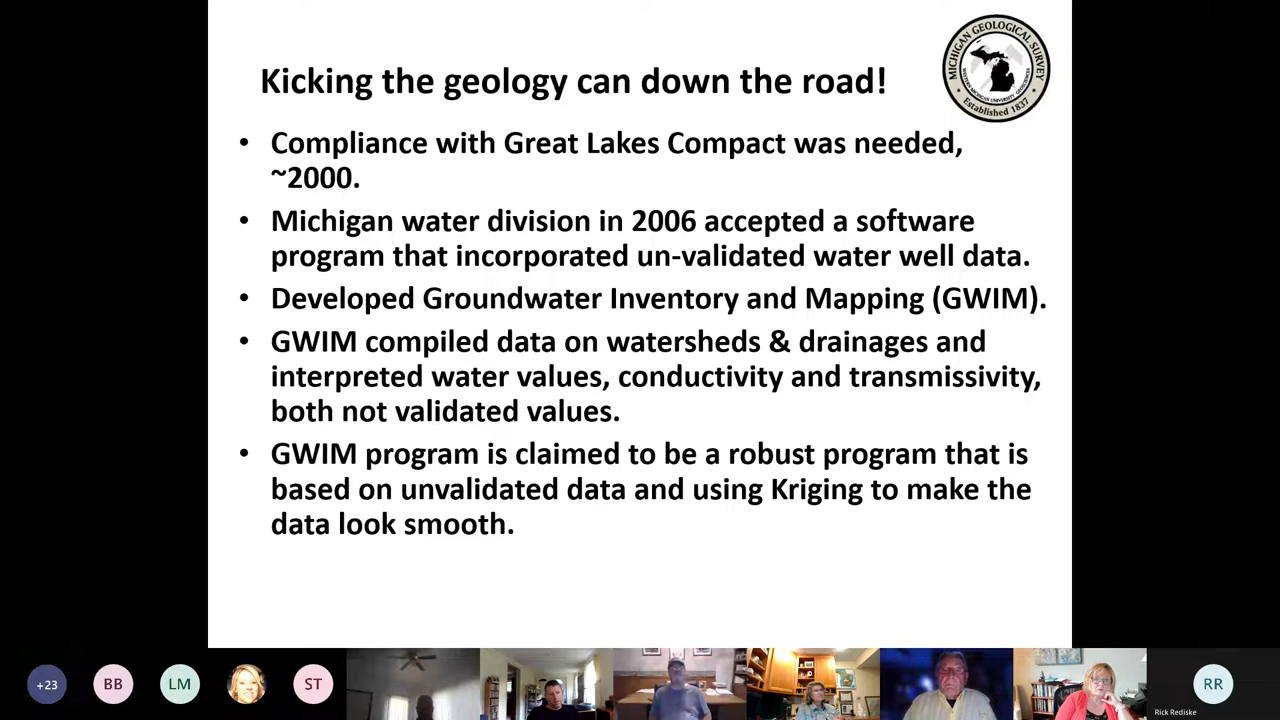 Kicking the geology can down the road!
MICHIGAN GEOLOGICAL SURVEY
WESTERN MICHIGAN UNIVERSITY GEOSCIENCES
Established 1837
• Compliance with Great Lakes Compact was needed,
~2000.
• Michigan water division in 2006 accepted a software
program that incorporated un-validated water well data.
• Developed Groundwater Inventory and Mapping (GWIM).
• GWIM compiled data on watersheds & drainages and
interpreted water values, conductivity and transmissivity,
both not validated values.
• GWIM program is claimed to be a robust program that is
based on unvalidated data and using Kriging to make the
data look smooth.
+23
BB
LM
ST
RR
Rick Rediske